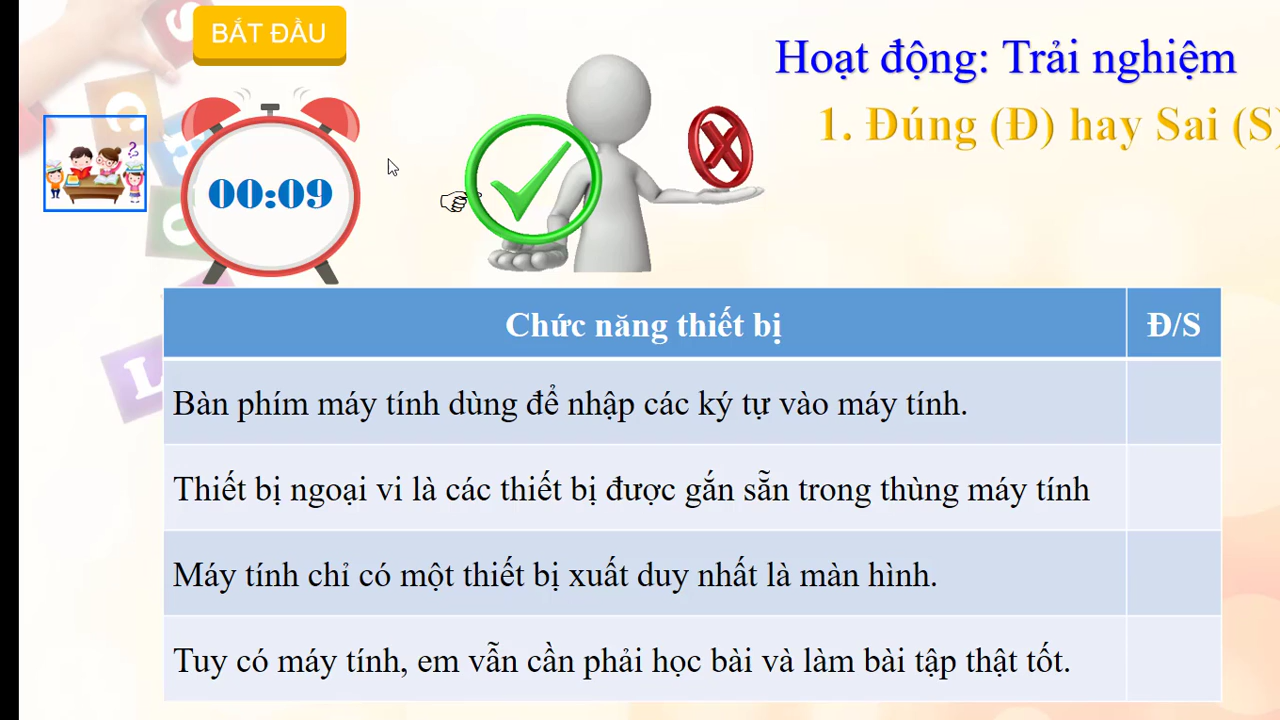 BẮT ĐẦU
Hoạt động: Trải nghiệm
1. Đúng (Đ) hay Sai (S)
00:09
Chức năng thiết bị
Đ/S
Bàn phím máy tính dùng để nhập các ký tự vào máy tính.
Thiết bị ngoại vi là các thiết bị được gắn sẵn trong thùng máy tính
Máy tính chỉ có một thiết bị xuất duy nhất là màn hình.
Tuy có máy tính, em vẫn cần phải học bài và làm bài tập thật tốt.